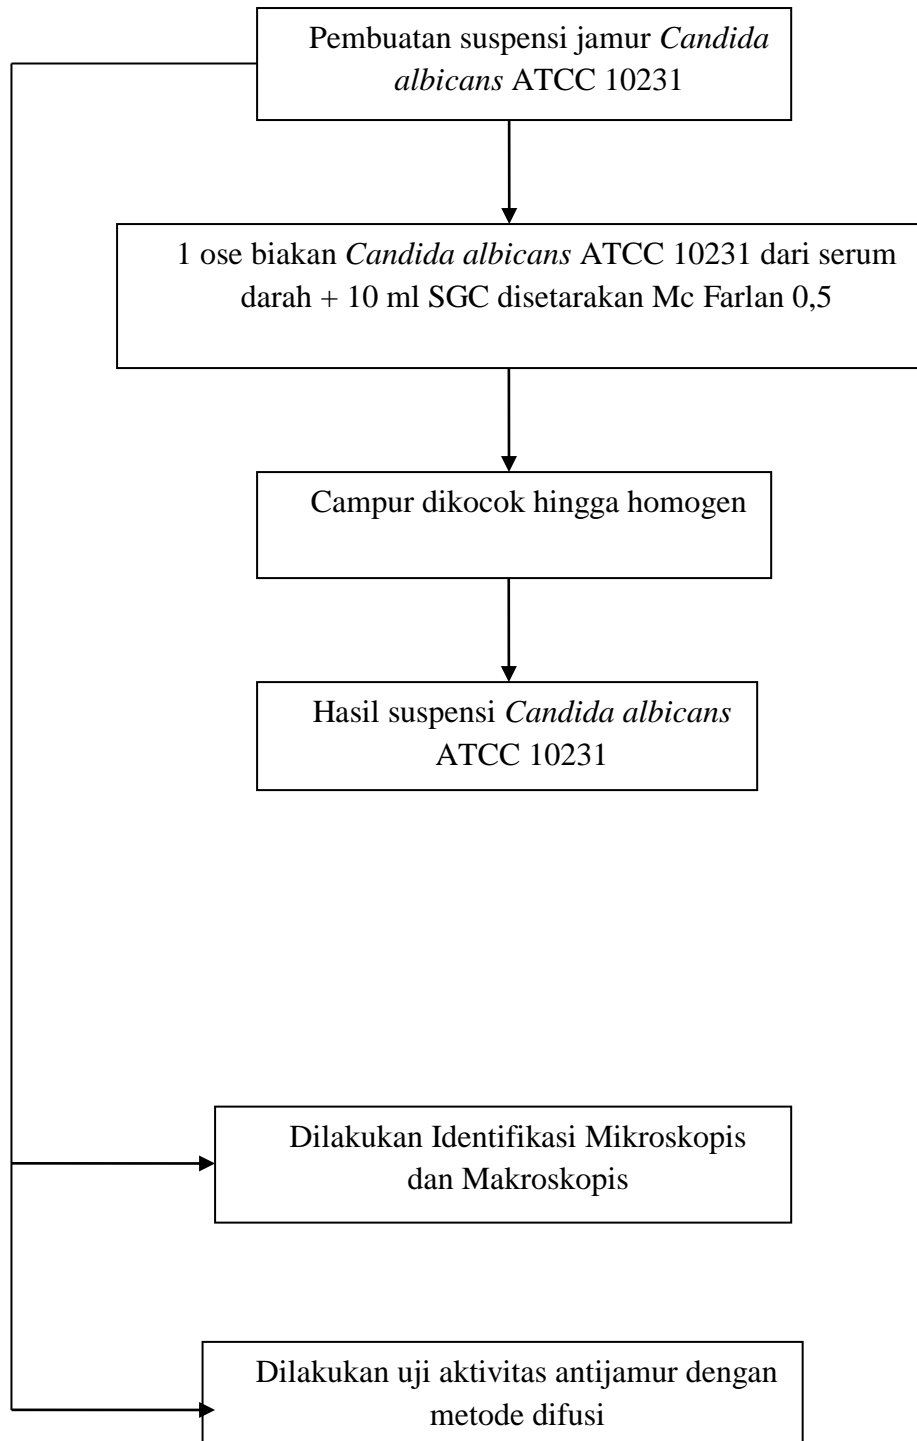 Pembuatan suspensi jamur Candida
albicans ATCC 10231
1 ose biakan Candida albicans ATCC 10231 dari serum
darah + 10 ml SGC disetarakan Mc Farlan 0,5
Campur dikocok hingga homogen
Hasil suspensi Candida albicans
ATCC 10231
Dilakukan Identifikasi Mikroskopis
dan Makroskopis
Dilakukan uji aktivitas antijamur dengan
metode difusi